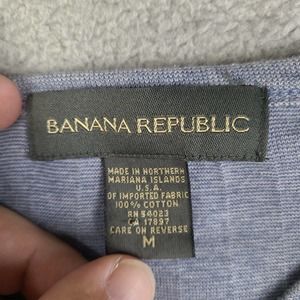 BANANA REPUBLIC
MADE IN NORTHERN
MARIANA ISLANDS
U.S.A.
OF IMPORTED FABRIC
100% COTTON
RN 54023
CA 17897
CARE ON REVERSE
M